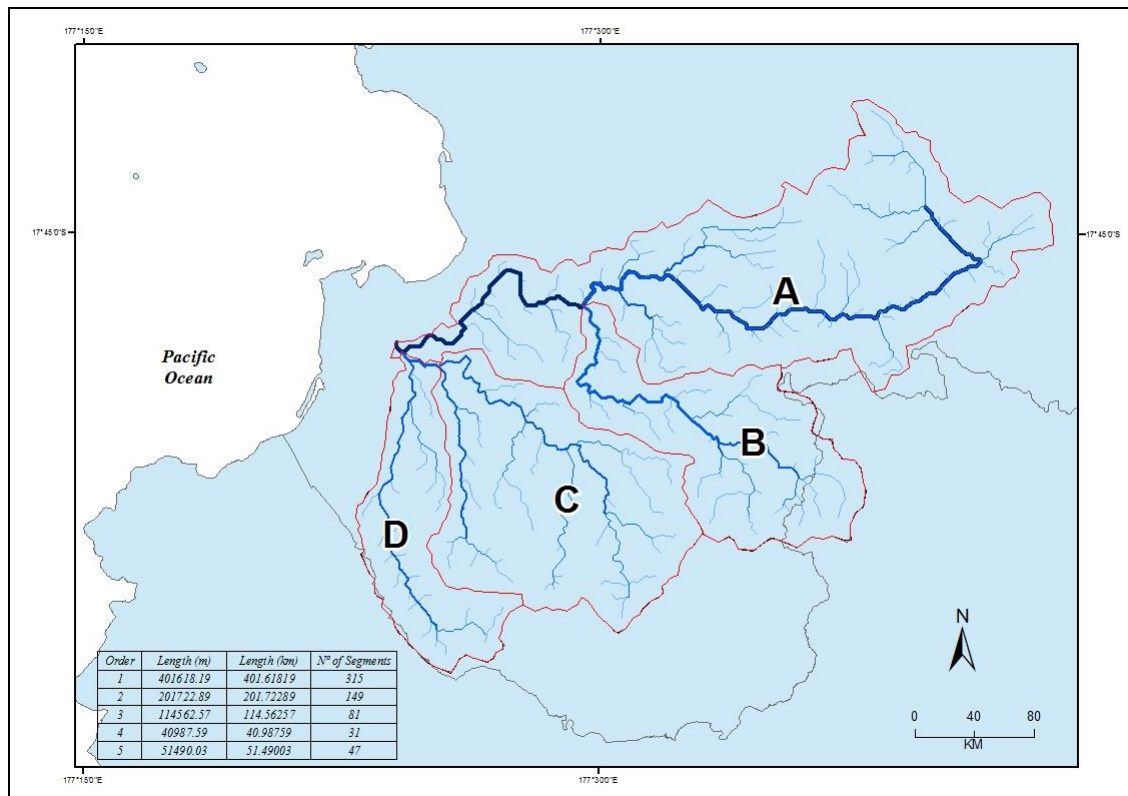 177°15'0"E
177°30'0"E
17°45'0"S
17°45'0"S
A
Pacific
Ocean
B
C
D
N
Order Length (m) Length (km) N° of Segments
1 401618.19 401.61819 315
2 201722.89 201.72289 149
3 114562.57 114.56257 81
4 40987.59 40.98759 31
5 51490.03 51.49003 47
0 40 80
KM
177°15'0"E
177°30'0"E